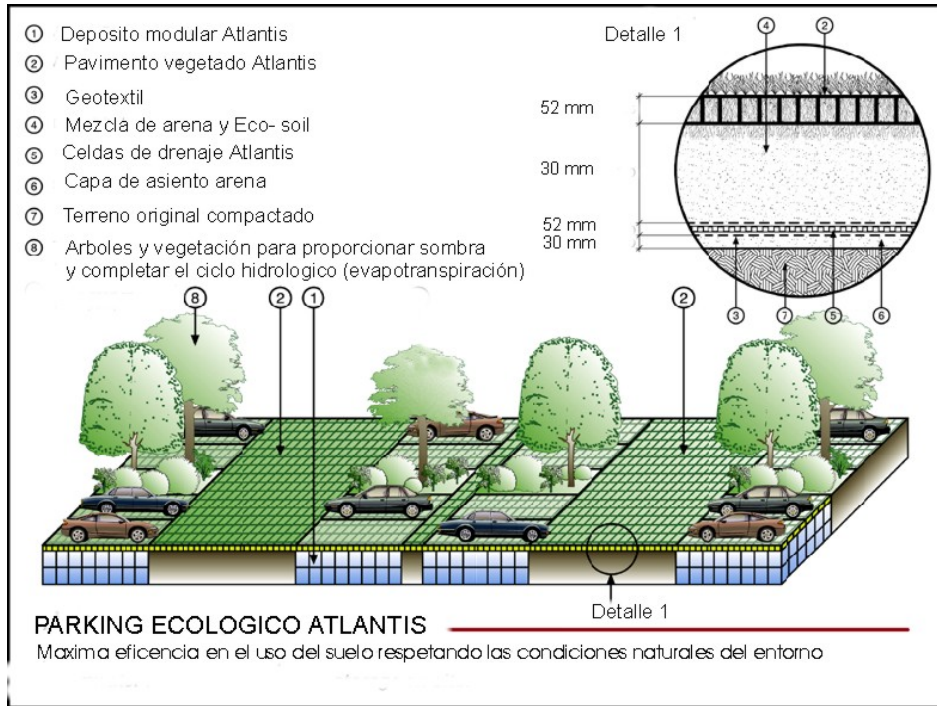 ① Deposito modular Atlantis
② Pavimento vegetado Atlantis
③ Geotextil
④ Mezcla de arena y Eco- soil
⑤ Celdas de drenaje Atlantis
⑥ Capa de asiento arena
⑦ Terreno original compactado
⑧ Arboles y vegetación para proporcionar sombra
y completar el ciclo hidrologico (evapotranspiración)
Detalle 1
④ ②
52 mm
30 mm
52 mm
30 mm
③ ⑦ ⑤ ⑥
⑧ ② ① ②
Detalle 1
PARKING ECOLOGICO ATLANTIS
Maxima eficencia en el uso del suelo respetando las condiciones naturales del entorno